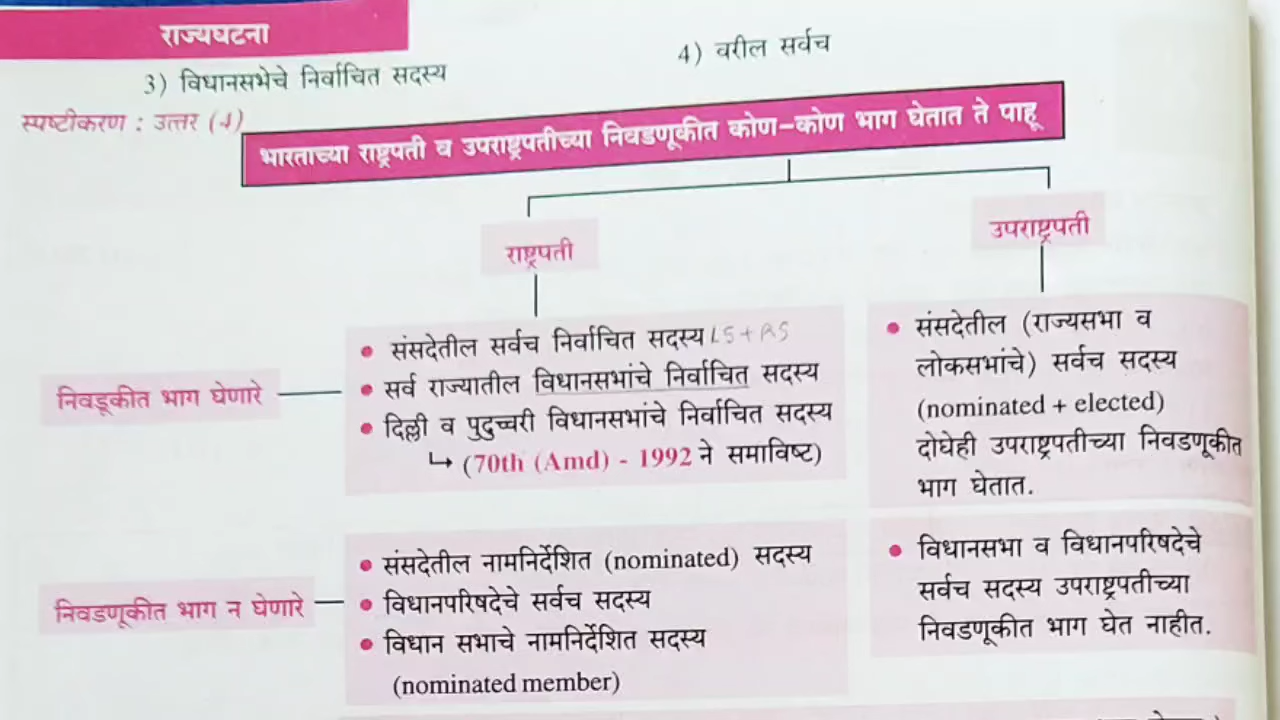 राज्यघटना
3) विधानसभेचे निर्वाचित सदस्य
4) वरील सर्वच
स्पष्टीकरण : उत्तर (4)
भारताच्या राष्ट्रपती व उपराष्ट्रपतीच्या निवडणूकीत कोण-कोण भाग घेतात ते पाहू
राष्ट्रपती
उपराष्ट्रपती
निवडूकीत भाग घेणारे
• संसदेतील सर्वच निर्वाचित सदस्य LS+RS
• सर्व राज्यातील विधानसभांचे निर्वाचित सदस्य
• दिल्ली व पुदुच्चरी विधानसभांचे निर्वाचित सदस्य
↳ (70th (Amd) - 1992 ने समाविष्ट)
• संसदेतील (राज्यसभा व
लोकसभांचे) सर्वच सदस्य
(nominated + elected)
दोघेही उपराष्ट्रपतीच्या निवडणूकीत
भाग घेतात.
निवडणूकीत भाग न घेणारे
• संसदेतील नामनिर्देशित (nominated) सदस्य
• विधानपरिषदेचे सर्वच सदस्य
• विधान सभाचे नामनिर्देशित सदस्य
(nominated member)
• विधानसभा व विधानपरिषदेचे
सर्वच सदस्य उपराष्ट्रपतीच्या
निवडणूकीत भाग घेत नाहीत.